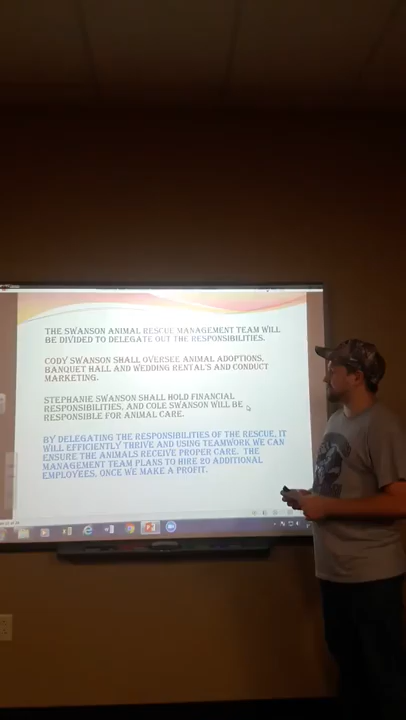 THE SWANSON ANIMAL RESCUE MANAGEMENT TEAM WILL
BE DIVIDED TO DELEGATE OUT THE RESPONSIBILITIES.
CODY SWANSON SHALL OVERSEE ANIMAL ADOPTIONS,
BANQUET HALL AND WEDDING RENTAL'S AND CONDUCT
MARKETING.
STEPHANIE SWANSON SHALL HOLD FINANCIAL
RESPONSIBILITIES, AND COLE SWANSON WILL BE
RESPONSIBLE FOR ANIMAL CARE.
BY DELEGATING THE RESPONSIBILITIES OF THE RESCUE, IT
WILL EFFICIENTLY THRIVE AND USING TEAMWORK WE CAN
ENSURE THE ANIMALS RECEIVE PROPER CARE. THE
MANAGEMENT TEAM PLANS TO HIRE 20 ADDITIONAL
EMPLOYEES, ONCE WE MAKE A PROFIT.